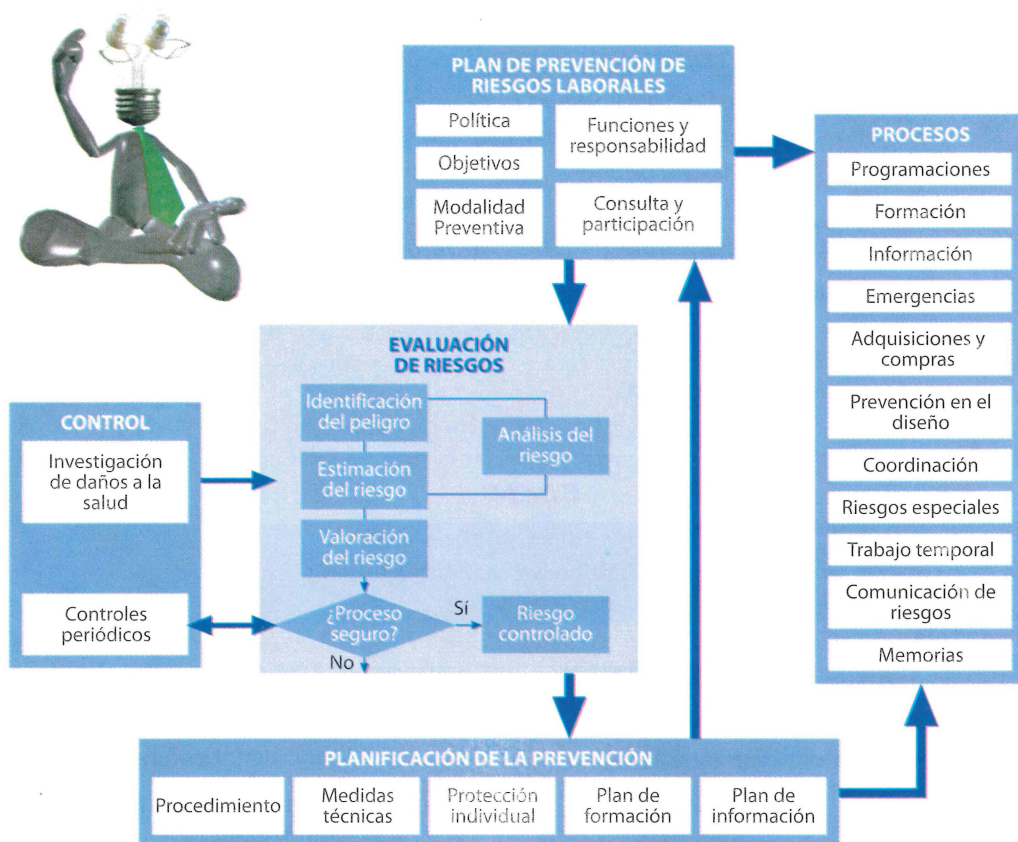 PLAN DE PREVENCIÓN DE
RIESGOS LABORALES
Política
Objetivos
Modalidad
Preventiva
Funciones y
responsabilidad
Consulta y
participación
PROCESOS
Programaciones
Formación
Información
Emergencias
Adquisiciones y
compras
Prevención en el
diseño
Coordinación
Riesgos especiales
Trabajo temporal
Comunicación de
riesgos
Memorias
EVALUACIÓN
DE RIESGOS
Identificación
del peligro
Análisis del
riesgo
Estimación
del riesgo
Valoración
del riesgo
¿Proceso
seguro?
Sí
No
Riesgo
controlado
CONTROL
Investigación
de daños a la
salud
Controles
periódicos
PLANIFICACIÓN DE LA PREVENCIÓN
Procedimiento
Medidas
técnicas
Protección
individual
Plan de
formación
Plan de
información